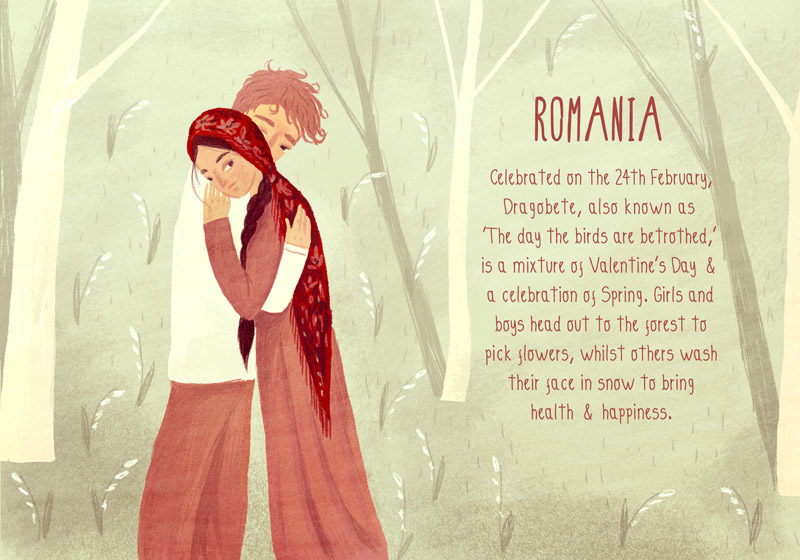 ROMANIA
Celebrated on the 24th February,
Dragobete, also known as
'The day the birds are betrothed,'
is a mixture of Valentine's Day &
a celebration of Spring. Girls and
boys head out to the forest to
pick flowers, whilst others wash
their face in snow to bring
health & happiness.